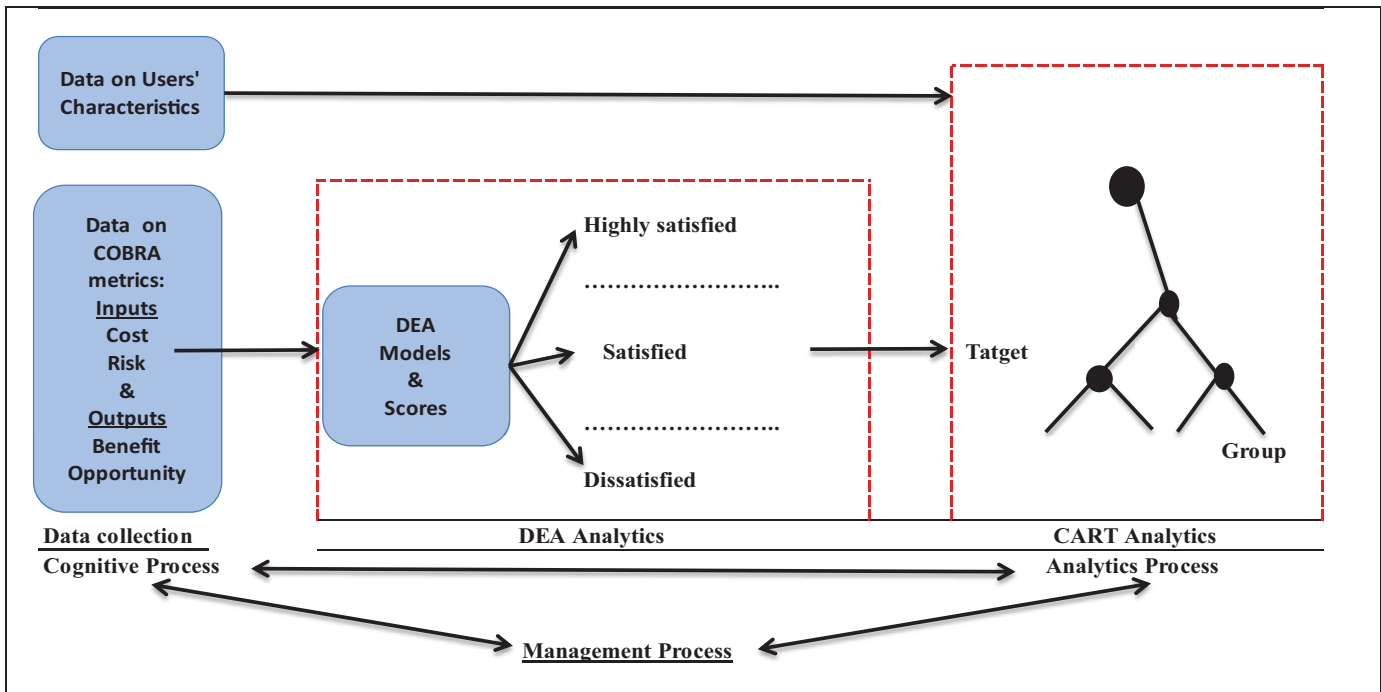 Data on Users'
Characteristics
Data on
COBRA
metrics:
Inputs
Cost
Risk
&
Outputs
Benefit
Opportunity
DEA
Models
&
Scores
Highly satisfied
............................
Satisfied
............................
Dissatisfied
Tatget
Group
Data collection
DEA Analytics
CART Analytics
Cognitive Process
Analytics Process
Management Process